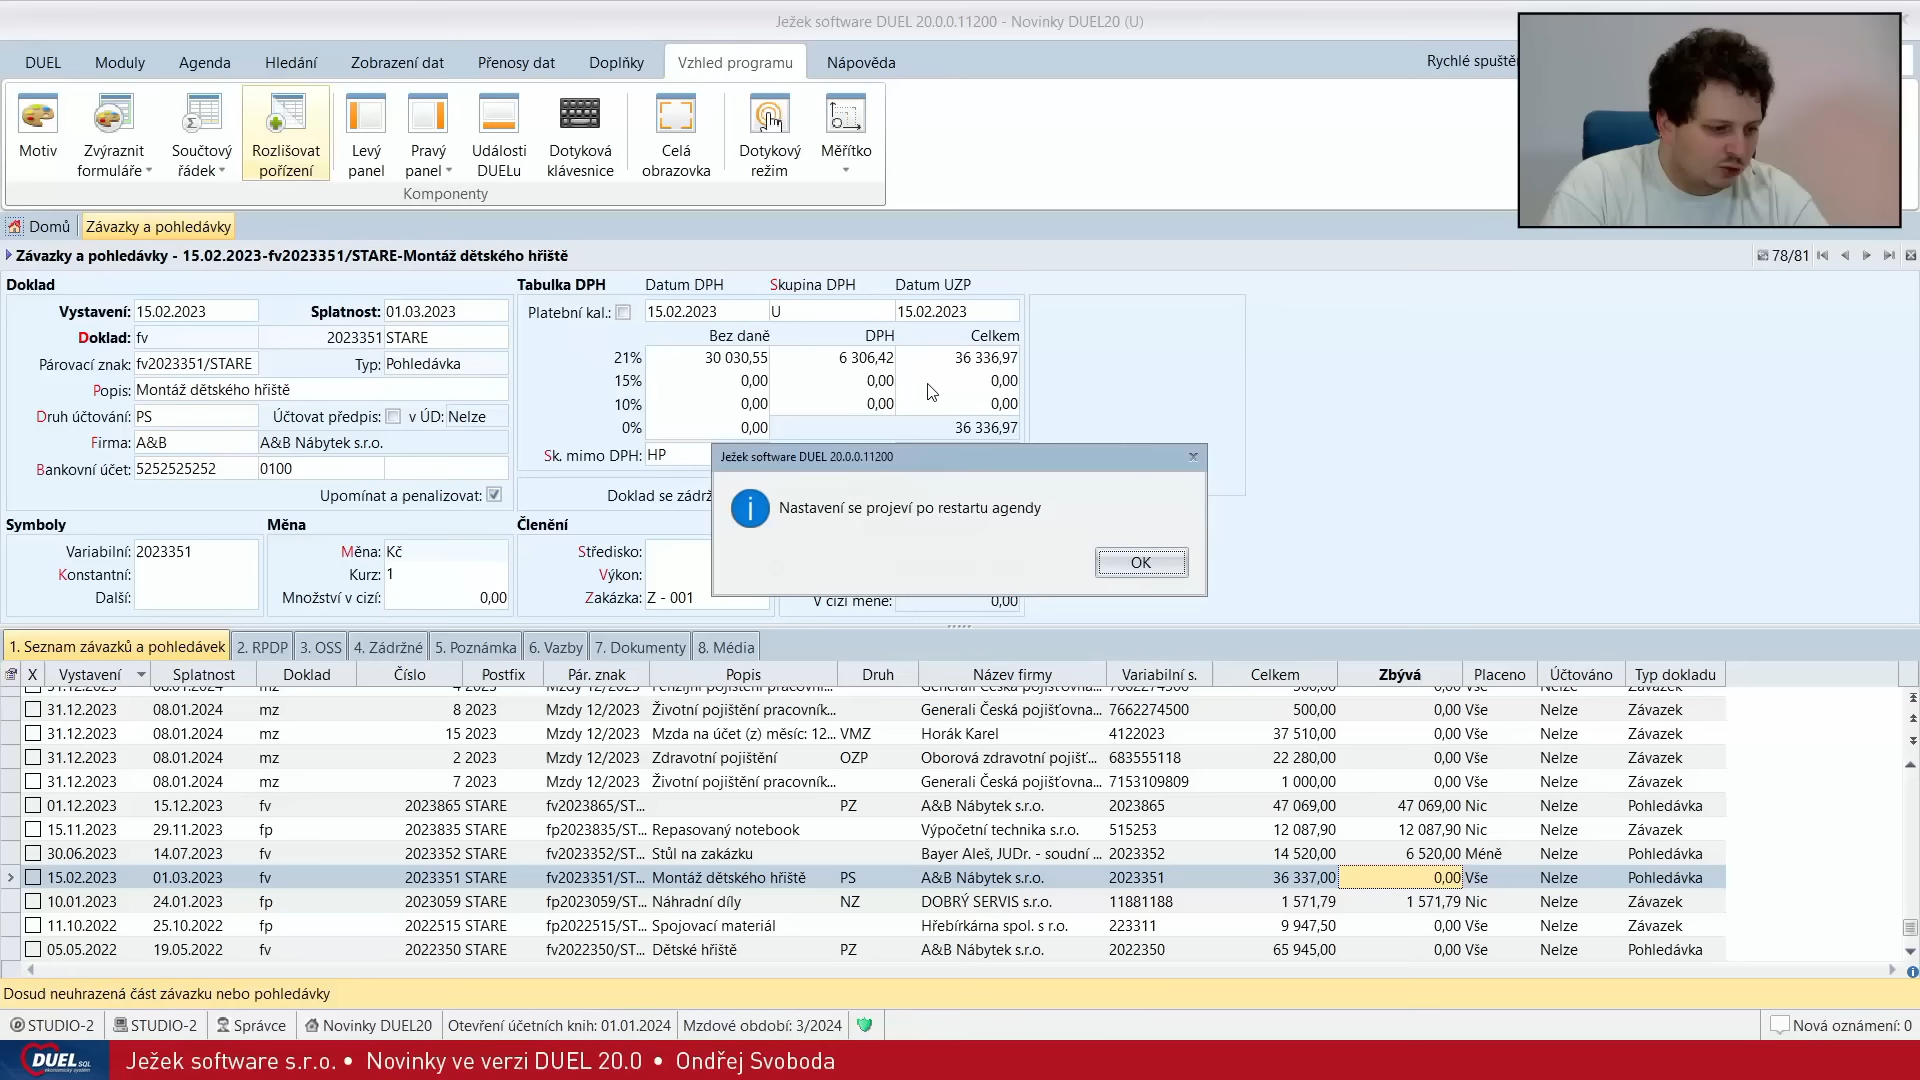 Ježek software DUEL 20.0.0.11200 - Novinky DUEL20 (U)
DUEL Moduly Agenda Hledání Zobrazení dat Přenosy dat Doplňky Vzhled programu Nápověda Rychlé
Motiv Zvýraznit formuláře Součtový řádek Rozlišovat pořízení Levý panel Pravý panel Události DUELu Dotyková klávesnice Celá obrazovka Dotykový režim Měřítko
Komponenty
Domů Závazky a pohledávky
Závazky a pohledávky - 15.02.2023-fv2023351/STARE-Montáž dětského hřiště 78/81
Doklad
Vystavení: 15.02.2023 Splatnost: 01.03.2023
Doklad: fv 2023351 STARE
Párovací znak: fv2023351/STARE Typ: Pohledávka
Popis: Montáž dětského hřiště
Druh účtování: PS Účtovat předpis: v ÚD: Nelze
Firma: A&B A&B Nábytek s.r.o.
Bankovní účet: 5252525252 0100
Upomínat a penalizovat:
Tabulka DPH Datum DPH Skupina DPH Datum UZP
Platební kal.: 15.02.2023 U 15.02.2023
Bez daně DPH Celkem
21% 30 030,55 6 306,42 36 336,97
15% 0,00 0,00 0,00
10% 0,00 0,00 0,00
0% 0,00 36 336,97
Sk. mimo DPH: HP
Doklad se
Symboly
Variabilní: 2023351
Konstantní:
Další:
Měna
Měna: Kč
Kurz: 1
Množství v cizí: 0,00
Členění
Středisko:
Výkon:
Zakázka: Z - 001
V cizí měně: 0,00
Ježek software DUEL 20.0.0.11200
Nastavení se projeví po restartu agendy
OK
1. Seznam závazků a pohledávek 2. RPDP 3. OSS 4. Zádržné 5. Poznámka 6. Vazby 7. Dokumenty 8. Média
X Vystavení Splatnost Doklad Číslo Postfix Pár. znak Popis Druh Název firmy Variabilní s. Celkem Zbývá Placeno Účtováno Typ dokladu
31.12.2023 08.01.2024 mz 4 2023 Mzdy 12/2023 Penzijní pojištění pracovní... Generali Česká pojišťovna... 7662274500 500,00 0,00 Vše Nelze Závazek
31.12.2023 08.01.2024 mz 8 2023 Mzdy 12/2023 Životní pojištění pracovník... Generali Česká pojišťovna... 7662274500 500,00 0,00 Vše Nelze Závazek
31.12.2023 08.01.2024 mz 15 2023 Mzdy 12/2023 Mzda na účet (z) měsíc: 12... VMZ Horák Karel 4122023 37 510,00 0,00 Vše Nelze Závazek
31.12.2023 08.01.2024 mz 2 2023 Mzdy 12/2023 Zdravotní pojištění OZP Oborová zdravotní pojišť... 683555118 22 280,00 0,00 Vše Nelze Závazek
31.12.2023 08.01.2024 mz 7 2023 Mzdy 12/2023 Životní pojištění pracovník... Generali Česká pojišťovna... 7153109809 1 000,00 0,00 Vše Nelze Závazek
01.12.2023 15.12.2023 fv 2023865 STARE fv2023865/ST... PZ A&B Nábytek s.r.o. 2023865 47 069,00 47 069,00 Nic Nelze Pohledávka
15.11.2023 29.11.2023 fp 2023835 STARE fp2023835/ST... Repasovaný notebook Výpočetní technika s.r.o. 515253 12 087,90 12 087,90 Nic Nelze Závazek
30.06.2023 14.07.2023 fv 2023352 STARE fv2023352/ST... Stůl na zakázku Bayer Aleš, JUDr. - soudní ... 2023352 14 520,00 6 520,00 Méně Nelze Pohledávka
15.02.2023 01.03.2023 fv 2023351 STARE fv2023351/ST... Montáž dětského hřiště PS A&B Nábytek s.r.o. 2023351 36 337,00 0,00 Vše Nelze Pohledávka
10.01.2023 24.01.2023 fp 2023059 STARE fp2023059/ST... Náhradní díly NZ DOBRÝ SERVIS s.r.o. 11881188 1 571,79 1 571,79 Nic Nelze Závazek
11.10.2022 25.10.2022 fp 2022515 STARE fp2022515/ST... Spojovací materiál Hřebíkárna spol. s r.o. 223311 9 947,50 0,00 Vše Nelze Závazek
05.05.2022 19.05.2022 fv 2022350 STARE fv2022350/ST... Dětské hřiště PZ A&B Nábytek s.r.o. 2022350 65 945,00 0,00 Vše Nelze Pohledávka
Dosud neuhrazená část závazku nebo pohledávky
STUDIO-2 STUDIO-2 Správce Novinky DUEL20 Otevření účetních knih: 01.01.2024 Mzdové období: 3/2024 Nová oznámení: 0
DUEL SQL Ježek software s.r.o. • Novinky ve verzi DUEL 20.0 • Ondřej Svoboda